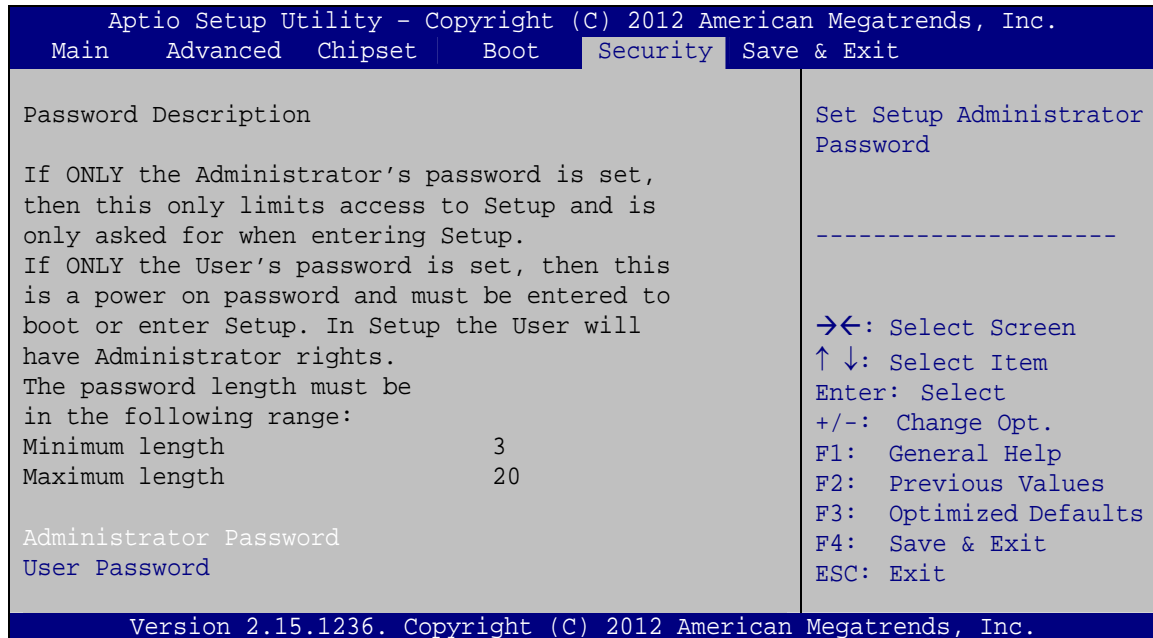 Aptio Setup Utility – Copyright (C) 2012 American Megatrends, Inc.
Main Advanced Chipset Boot Security Save & Exit
Password Description
If ONLY the Administrator’s password is set,
then this only limits access to Setup and is
only asked for when entering Setup.
If ONLY the User’s password is set, then this
is a power on password and must be entered to
boot or enter Setup. In Setup the User will
have Administrator rights.
The password length must be
in the following range:
Minimum length 3
Maximum length 20
Administrator Password
User Password
Set Setup Administrator
Password
---------------------
→←: Select Screen
↑ ↓: Select Item
Enter: Select
+/-: Change Opt.
F1: General Help
F2: Previous Values
F3: Optimized Defaults
F4: Save & Exit
ESC: Exit
Version 2.15.1236. Copyright (C) 2012 American Megatrends, Inc.